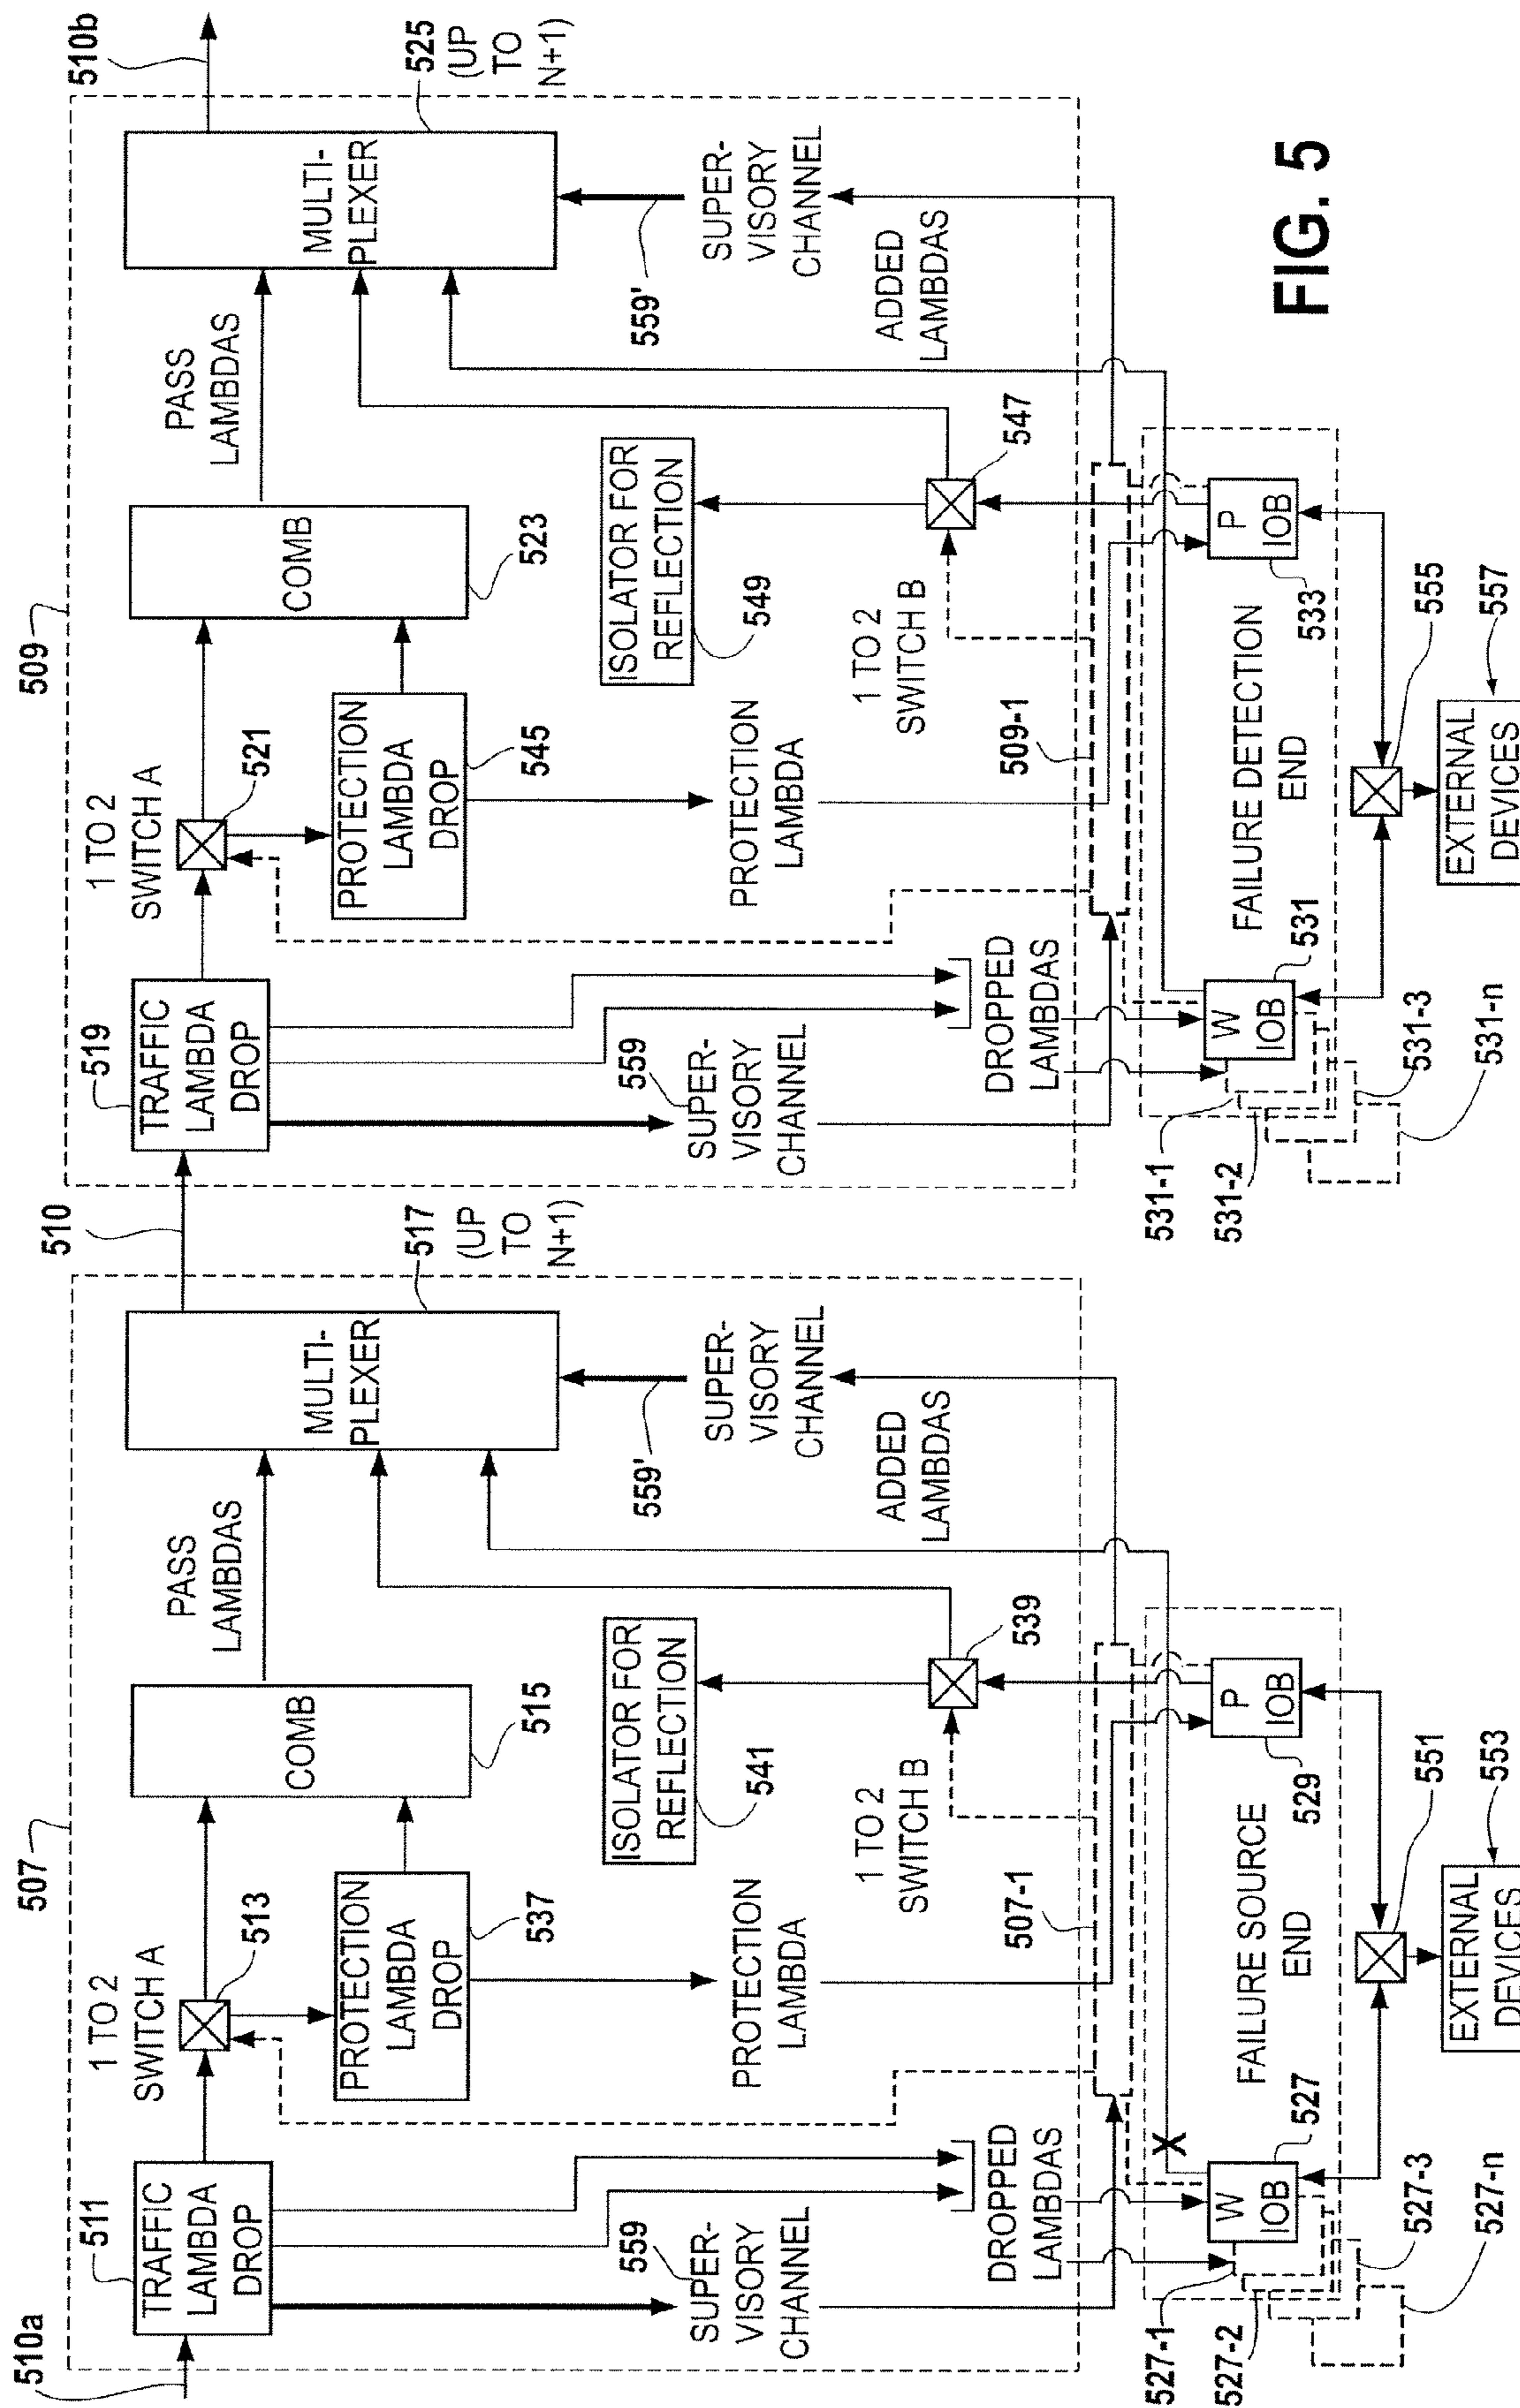 507
510a
511
TRAFFIC
LAMBDA
DROP
1 TO 2
SWITCH A
513
COMB
515
PASS
LAMBDAS
MULTI-
PLEXER
517
(UP
TO
N+1)
510
PROTECTION
LAMBDA
DROP
537
PROTECTION
LAMBDA
ISOLATOR FOR
REFLECTION
541
1 TO 2
SWITCH B
539
559
SUPER-
VISORY
CHANNEL
DROPPED
LAMBDAS
559'
SUPER-
VISORY
CHANNEL
ADDED
LAMBDAS
507-1
X
W
IOB
527
527-1
527-2
527-3
527-n
FAILURE SOURCE
END
P
IOB
529
551
EXTERNAL
DEVICES
553
509
519
TRAFFIC
LAMBDA
DROP
1 TO 2
SWITCH A
521
COMB
523
PASS
LAMBDAS
MULTI-
PLEXER
525
(UP
TO
N+1)
510b
PROTECTION
LAMBDA
DROP
545
PROTECTION
LAMBDA
ISOLATOR FOR
REFLECTION
549
1 TO 2
SWITCH B
547
559
SUPER-
VISORY
CHANNEL
DROPPED
LAMBDAS
559'
SUPER-
VISORY
CHANNEL
ADDED
LAMBDAS
509-1
W
IOB
531
531-1
531-2
531-3
531-n
FAILURE DETECTION
END
P
IOB
533
555
EXTERNAL
DEVICES
557
FIG. 5